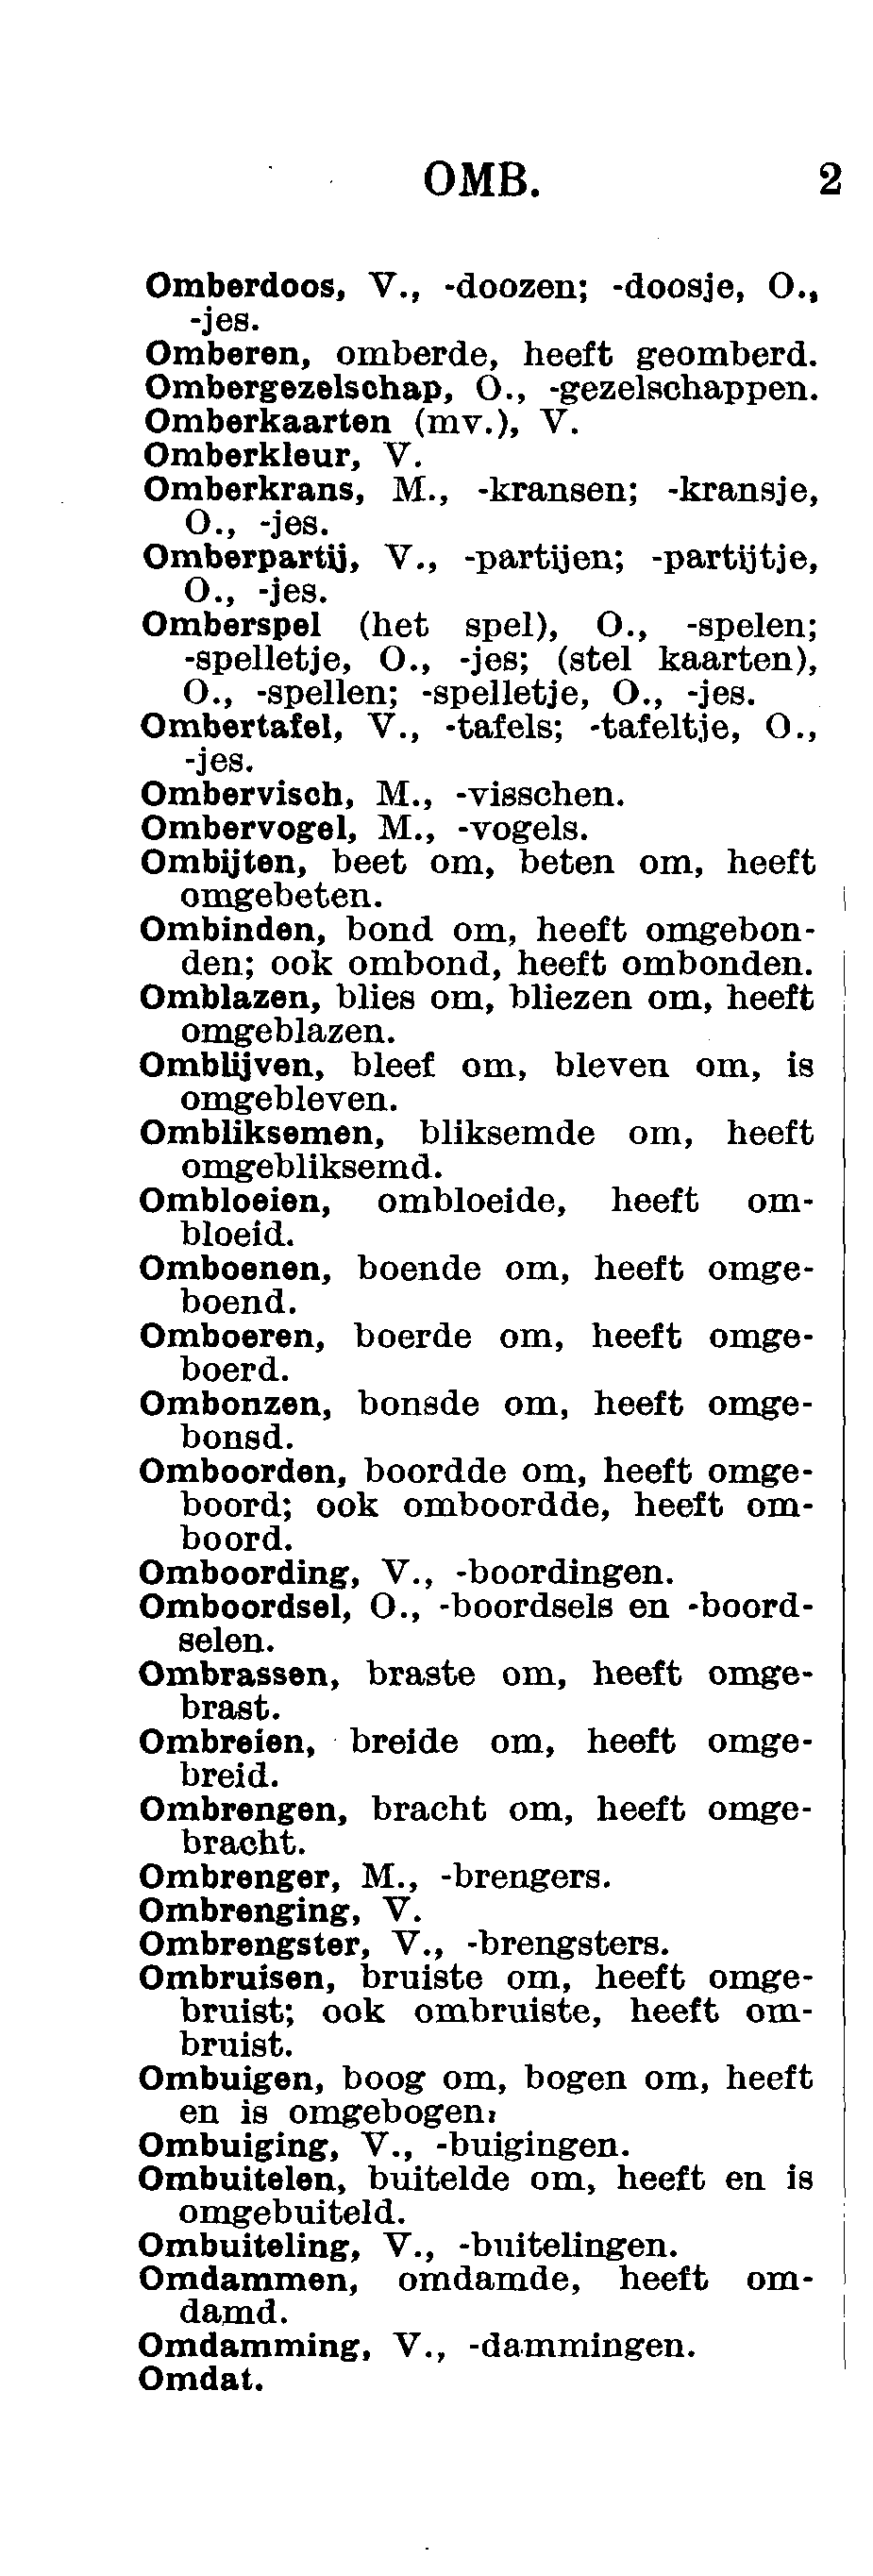 OMB. 2
Omberdoos, V., -doozen; -doosje, O.,
-jes.
Omberen, omberde, heeft geomberd.
Ombergezelschap, O., -gezelschappen.
Omberkaarten (mv.), V.
Omberkleur, V.
Omberkrans, M., -kransen; -kransje,
O., -jes.
Omberpartij, V., -partijen; -partijtje,
O., -jes.
Omberspel (het spel), O., -spelen;
-spelletje, O., -jes; (stel kaarten),
O., -spellen; -spelletje, O., -jes.
Ombertafel, V., -tafels; -tafeltje, O.,
-jes.
Ombervisch, M., -visschen.
Ombervogel, M., -vogels.
Ombijten, beet om, beten om, heeft
omgebeten.
Ombinden, bond om, heeft omgebon-
den; ook ombond, heeft ombonden.
Omblazen, blies om, bliezen om, heeft
omgeblazen.
Omblijven, bleef om, bleven om, is
omgebleven.
Ombliksemen, bliksemde om, heeft
omgebliksemd.
Ombloeien, ombloeide, heeft om-
bloeid.
Omboenen, boende om, heeft omge-
boend.
Omboeren, boerde om, heeft omge-
boerd.
Ombonzen, bonsde om, heeft omge-
bonsd.
Omboorden, boordde om, heeft omge-
boord; ook omboordde, heeft om-
boord.
Omboording, V., -boordingen.
Omboordsel, O., -boordsels en -boord-
selen.
Ombrassen, braste om, heeft omge-
brast.
Ombreien, breide om, heeft omge-
breid.
Ombrengen, bracht om, heeft omge-
bracht.
Ombrenger, M., -brengers.
Ombrenging, V.
Ombrengster, V., -brengsters.
Ombruisen, bruiste om, heeft omge-
bruist; ook ombruiste, heeft om-
bruist.
Ombuigen, boog om, bogen om, heeft
en is omgebogen.
Ombuiging, V., -buigingen.
Ombuitelen, buitelde om, heeft en is
omgebuiteld.
Ombuiteling, V., -buitelingen.
Omdammen, omdamde, heeft om-
damd.
Omdamming, V., -dammingen.
Omdat.